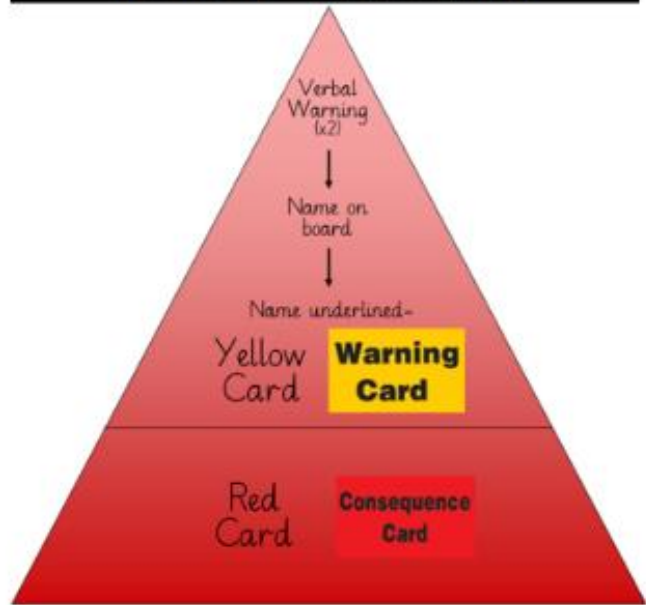 Verbal
Warning
(x2)
Name on
board
Name underlined-
Yellow
Card
Warning
Card
Red
Card
Consequence
Card